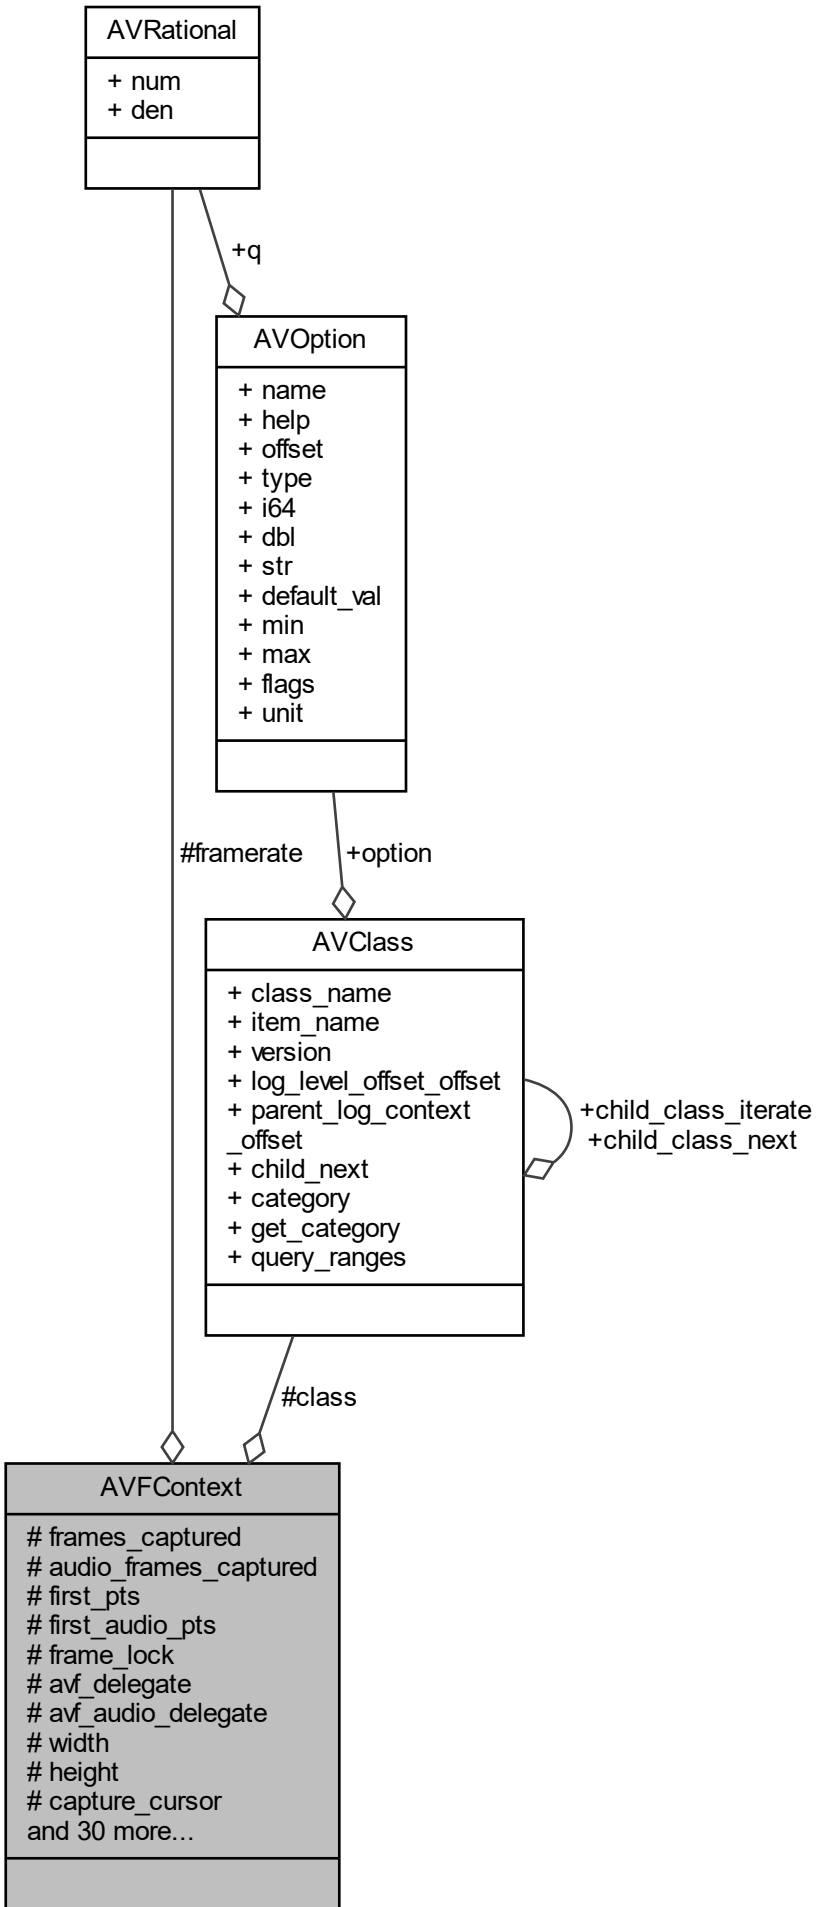 AVRational
+ num
+ den
+q
AVOption
+ name
+ help
+ offset
+ type
+ i64
+ dbl
+ str
+ default_val
+ min
+ max
+ flags
+ unit
#framerate
+option
AVClass
+ class_name
+ item_name
+ version
+ log_level_offset_offset
+ parent_log_context
_offset
+ child_next
+ category
+ get_category
+ query_ranges
+child_class_iterate
+child_class_next
#class
AVFContext
# frames_captured
# audio_frames_captured
# first_pts
# first_audio_pts
# frame_lock
# avf_delegate
# avf_audio_delegate
# width
# height
# capture_cursor
and 30 more...